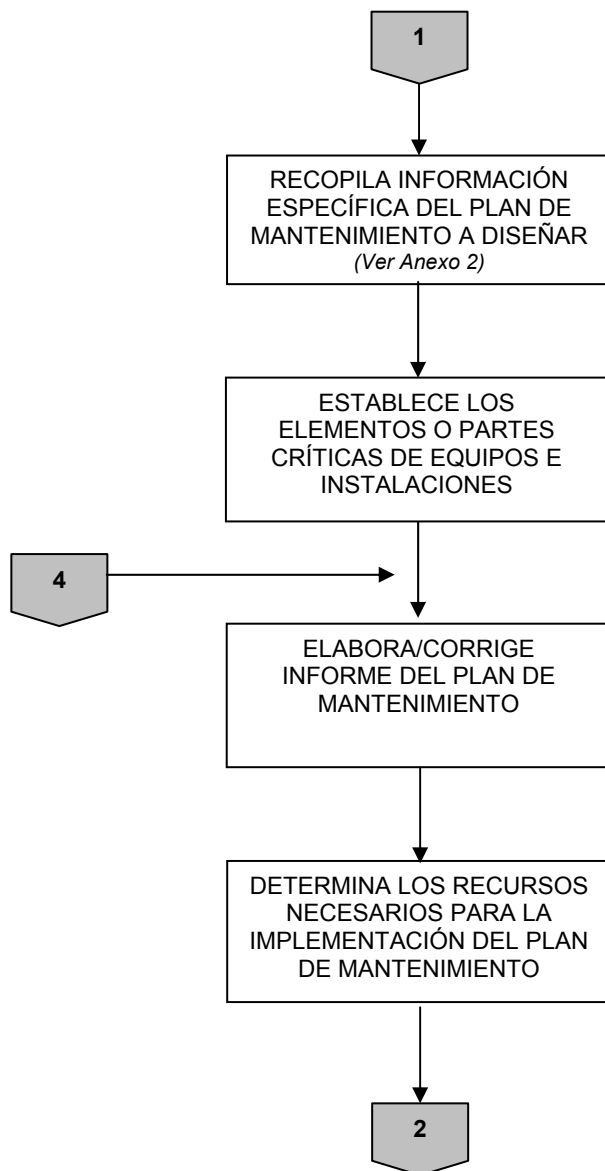 1
RECOPILA INFORMACIÓN
ESPECÍFICA DEL PLAN DE
MANTENIMIENTO A DISEÑAR
(Ver Anexo 2)
ESTABLECE LOS
ELEMENTOS O PARTES
CRÍTICAS DE EQUIPOS E
INSTALACIONES
4
ELABORA/CORRIGE
INFORME DEL PLAN DE
MANTENIMIENTO
DETERMINA LOS RECURSOS
NECESARIOS PARA LA
IMPLEMENTACIÓN DEL PLAN
DE MANTENIMIENTO
2